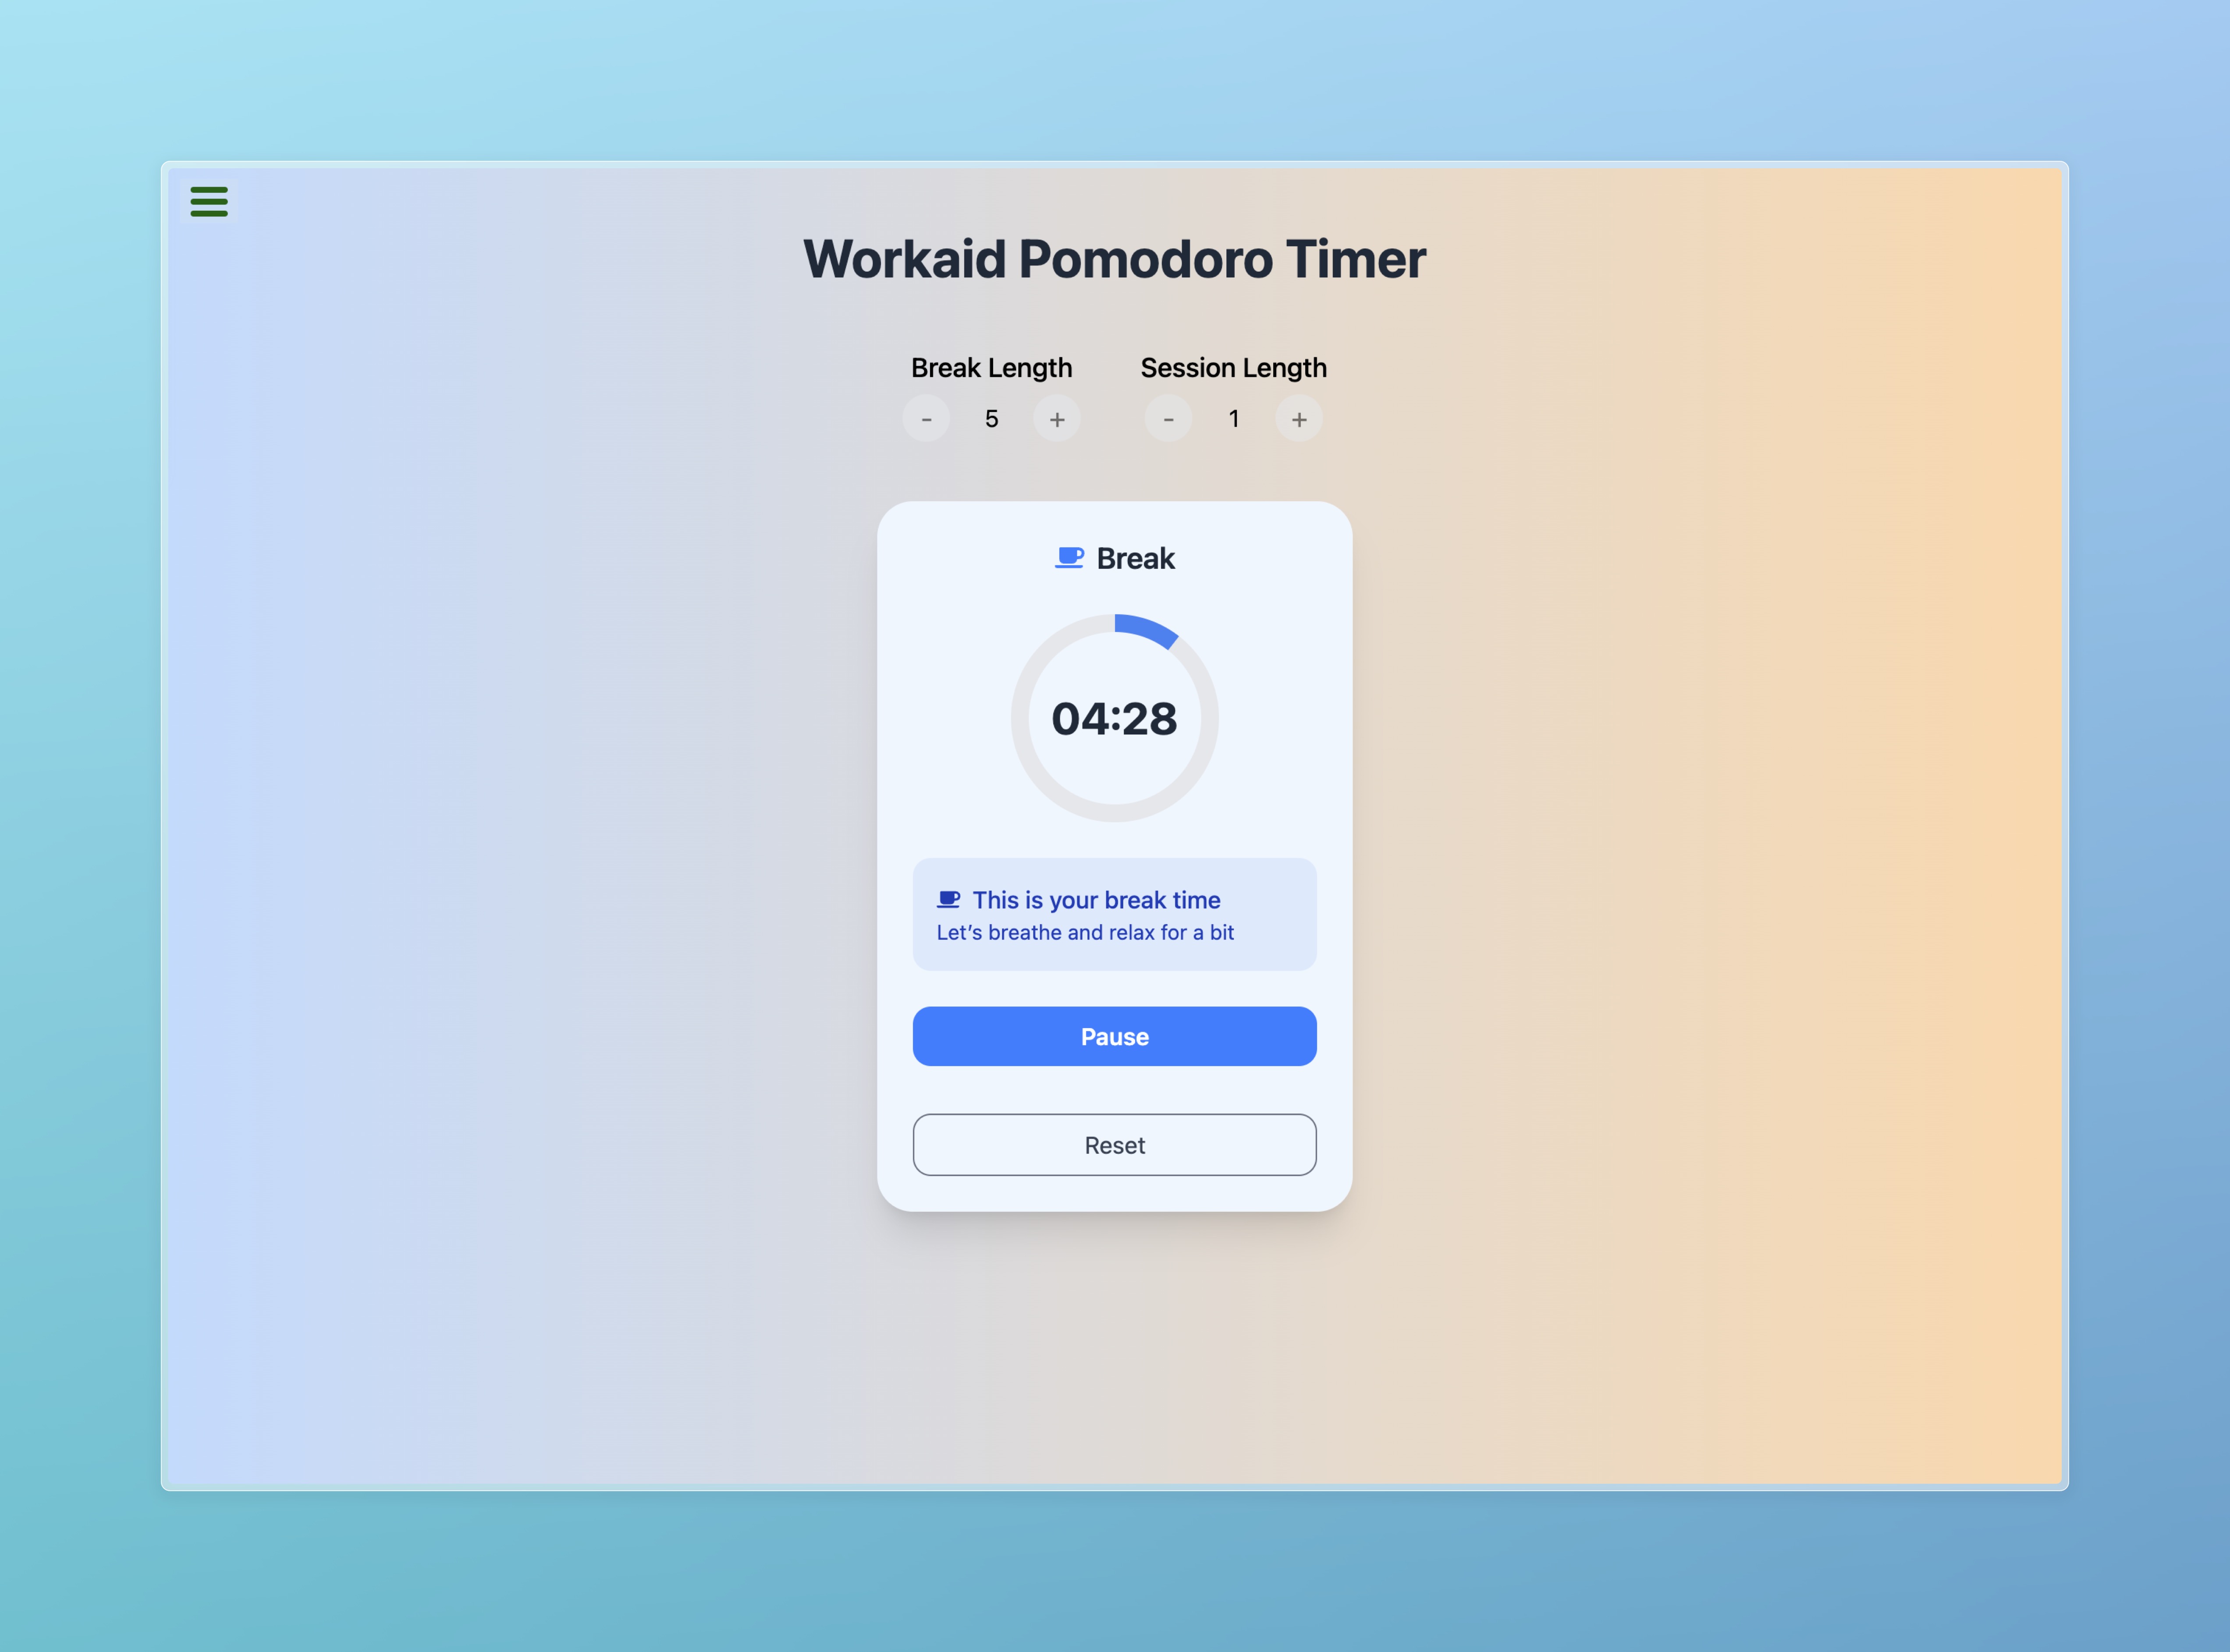 Workaid Pomodoro Timer
Break Length Session Length
- 5 + - 1 +
Break
04:28
This is your break time
Let’s breathe and relax for a bit
Pause
Reset